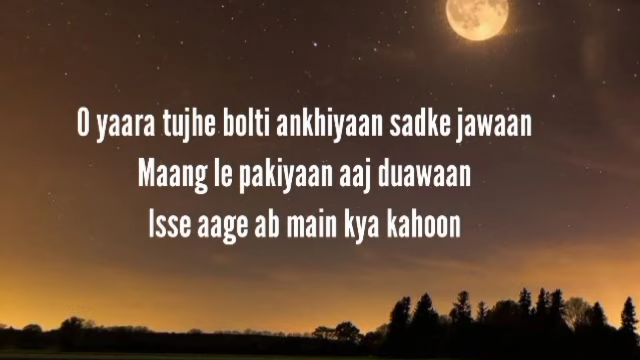 O yaara tujhe bolti ankhiyaan sadke jawaan
Maang le pakiyaan aaj duawaan
Isse aage ab main kya kahoon